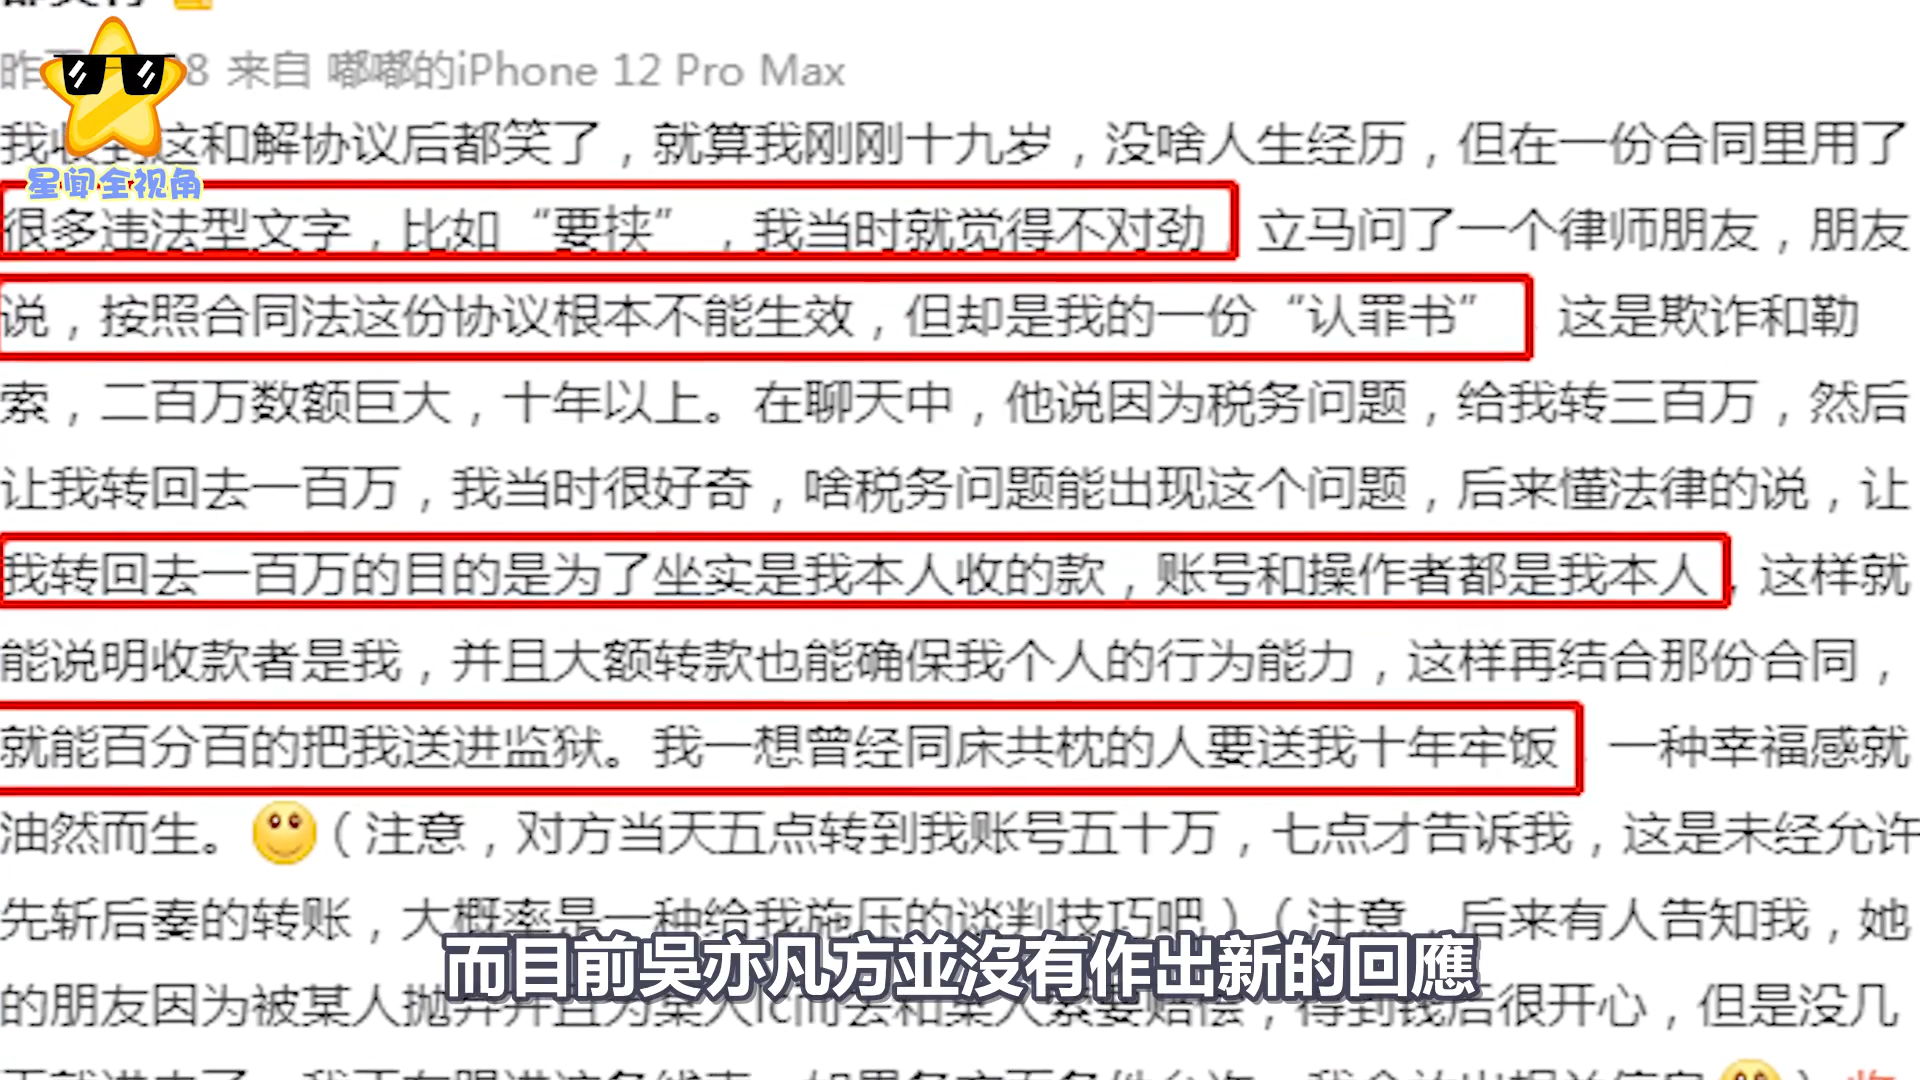 8 来自 嘟嘟的iPhone 12 Pro Max
我收到这和解协议后都笑了，就算我刚刚十九岁，没啥人生经历，但在一份合同里用了
星闻全视角
很多违法型文字，比如“要挟”，我当时就觉得不对劲 立马问了一个律师朋友，朋友
说，按照合同法这份协议根本不能生效，但却是我的一份“认罪书” 这是欺诈和勒
索，二百万数额巨大，十年以上。在聊天中，他说因为税务问题，给我转三百万，然后
让我转回去一百万，我当时很好奇，啥税务问题能出现这个问题，后来懂法律的说，让
我转回去一百万的目的是为了坐实是我本人收的款，账号和操作者都是我本人，这样就
能说明收款者是我，并且大额转款也能确保我个人的行为能力，这样再结合那份合同，
就能百分百的把我送进监狱。我一想曾经同床共枕的人要送我十年牢饭 一种幸福感就
油然而生。（注意，对方当天五点转到我账号五十万，七点才告诉我，这是未经允许
先斩后奏的转账，大概率是一种给我施压的谈判技巧吧）（注意，后来有人告知我，她
而目前吳亦凡方並沒有作出新的回應
的朋友因为被某人抛弃并且为某人 而去和某人索要赔偿，得到钱后很开心，但是没几